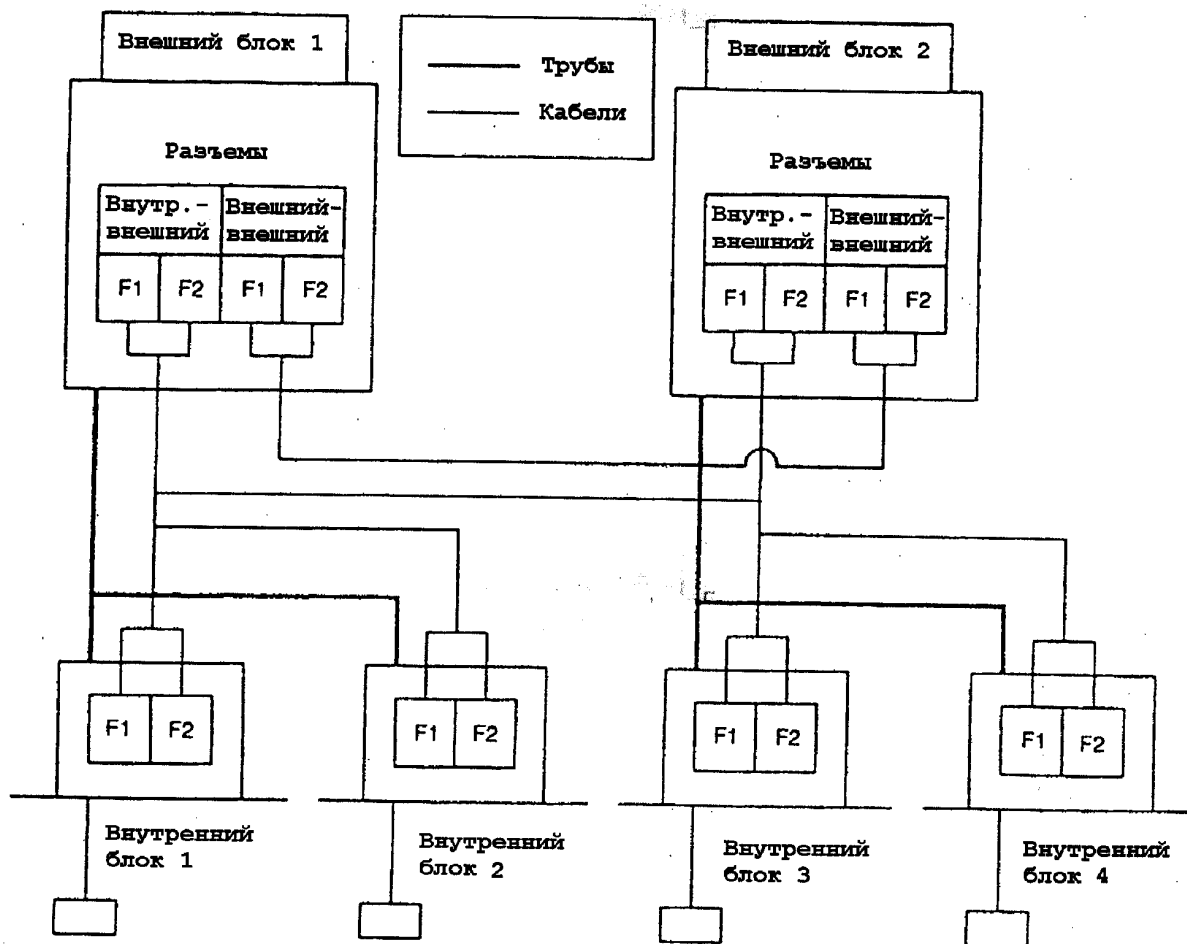 Внешний блок 1
Трубы
Кабели
Внешний блок 2
Разъемы
Внутр.-
внешний
Внешний-
внешний
F1
F2
F1
F2
Разъемы
Внутр.-
внешний
Внешний-
внешний
F1
F2
F1
F2
F1
F2
F1
F2
F1
F2
F1
F2
Внутренний
блок 1
Внутренний
блок 2
Внутренний
блок 3
Внутренний
блок 4